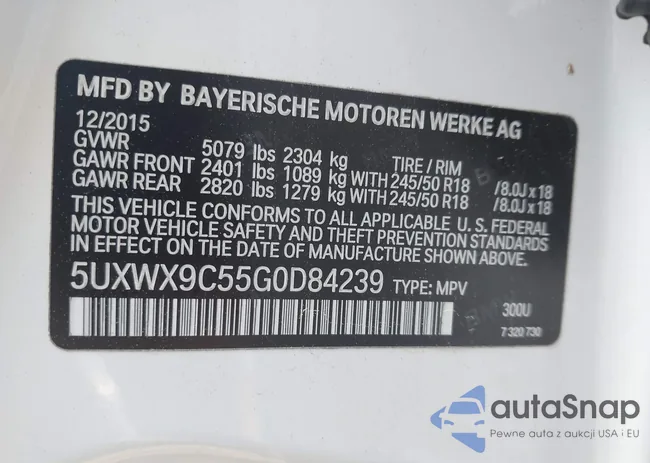 MFD BY BAYERISCHE MOTOREN WERKE AG
12/2015
GVWR 5079 lbs 2304 kg TIRE / RIM
GAWR FRONT 2401 lbs 1089 kg WITH 245/50 R18 /8.0J x 18
GAWR REAR 2820 lbs 1279 kg WITH 245/50 R18 /8.0J x 18
THIS VEHICLE CONFORMS TO ALL APPLICABLE U. S. FEDERAL
MOTOR VEHICLE SAFETY AND THEFT PREVENTION STANDARDS
IN EFFECT ON THE DATE OF MANUFACTURE SHOWN ABOVE.
5UXWX9C55G0D84239 TYPE: MPV
300U
7 320 730
autoSnap
Pewne auta z aukcji USA i EU